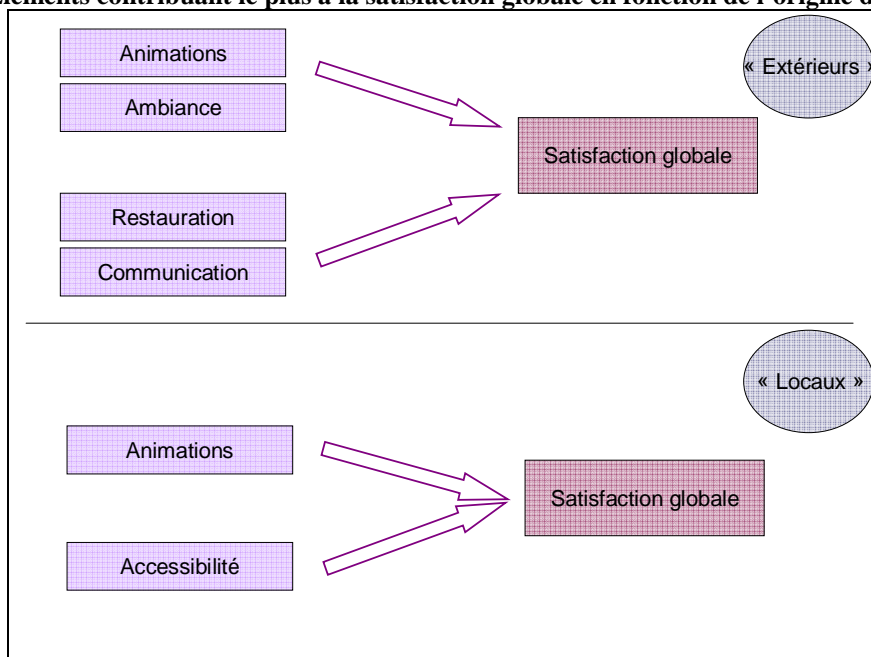 éléments contribuant le plus à la satisfaction globale en fonction de l'origine
Animations
« Extérieurs »
Ambiance
Satisfaction globale
Restauration
Communication
« Locaux »
Animations
Satisfaction globale
Accessibilité